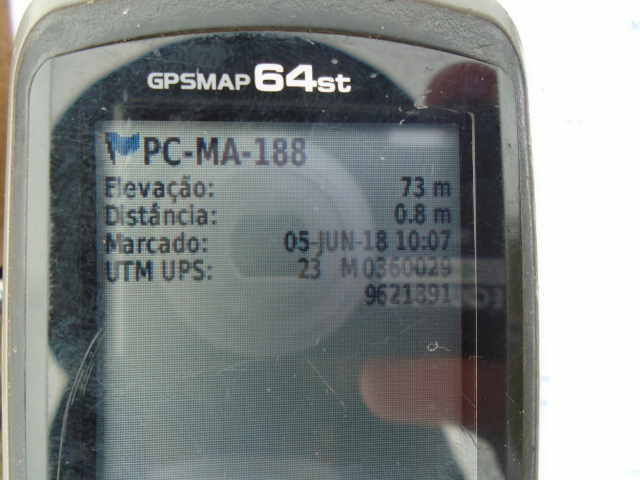 GPSMAP 64st
PC-MA-188
Elevação: 73 m
Distância: 0.8 m
Marcado: 05-JUN-18 10:07
UTM UPS: 23 M 0360029
9621891